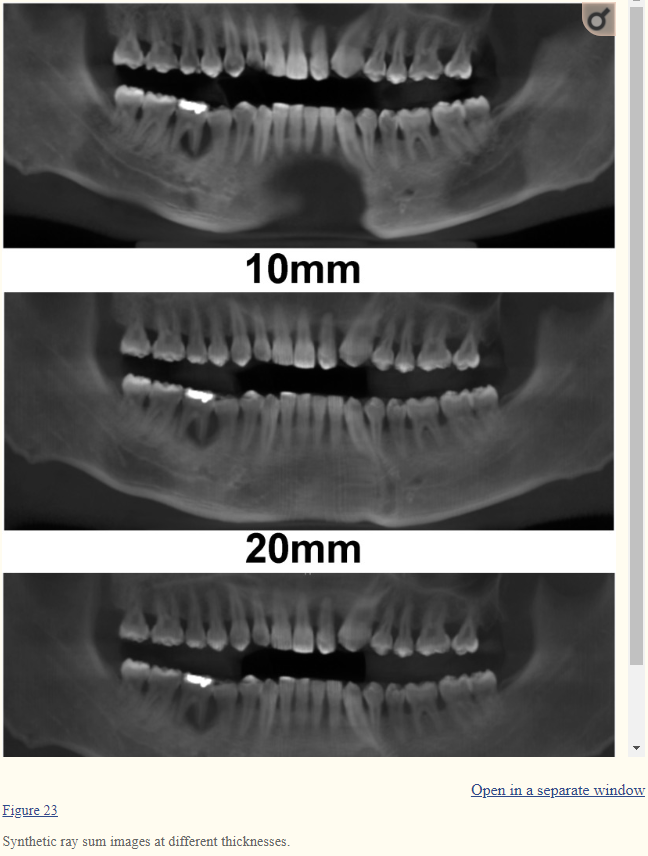 10mm
20mm
Open in a separate window
Figure 23
Synthetic ray sum images at different thicknesses.